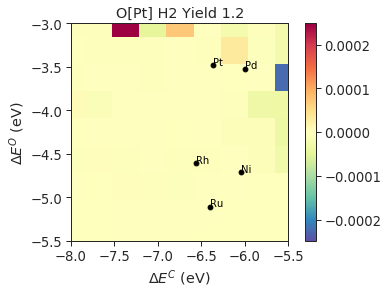 O[Pt] H2 Yield 1.2
−3.0
−3.5
−4.0
−4.5
−5.0
−5.5
ΔE^O (eV)
Pt
Pd
Rh
Ni
Ru
−8.0 −7.5 −7.0 −6.5 −6.0 −5.5
ΔE^C (eV)
0.0002
0.0001
0.0000
−0.0001
−0.0002